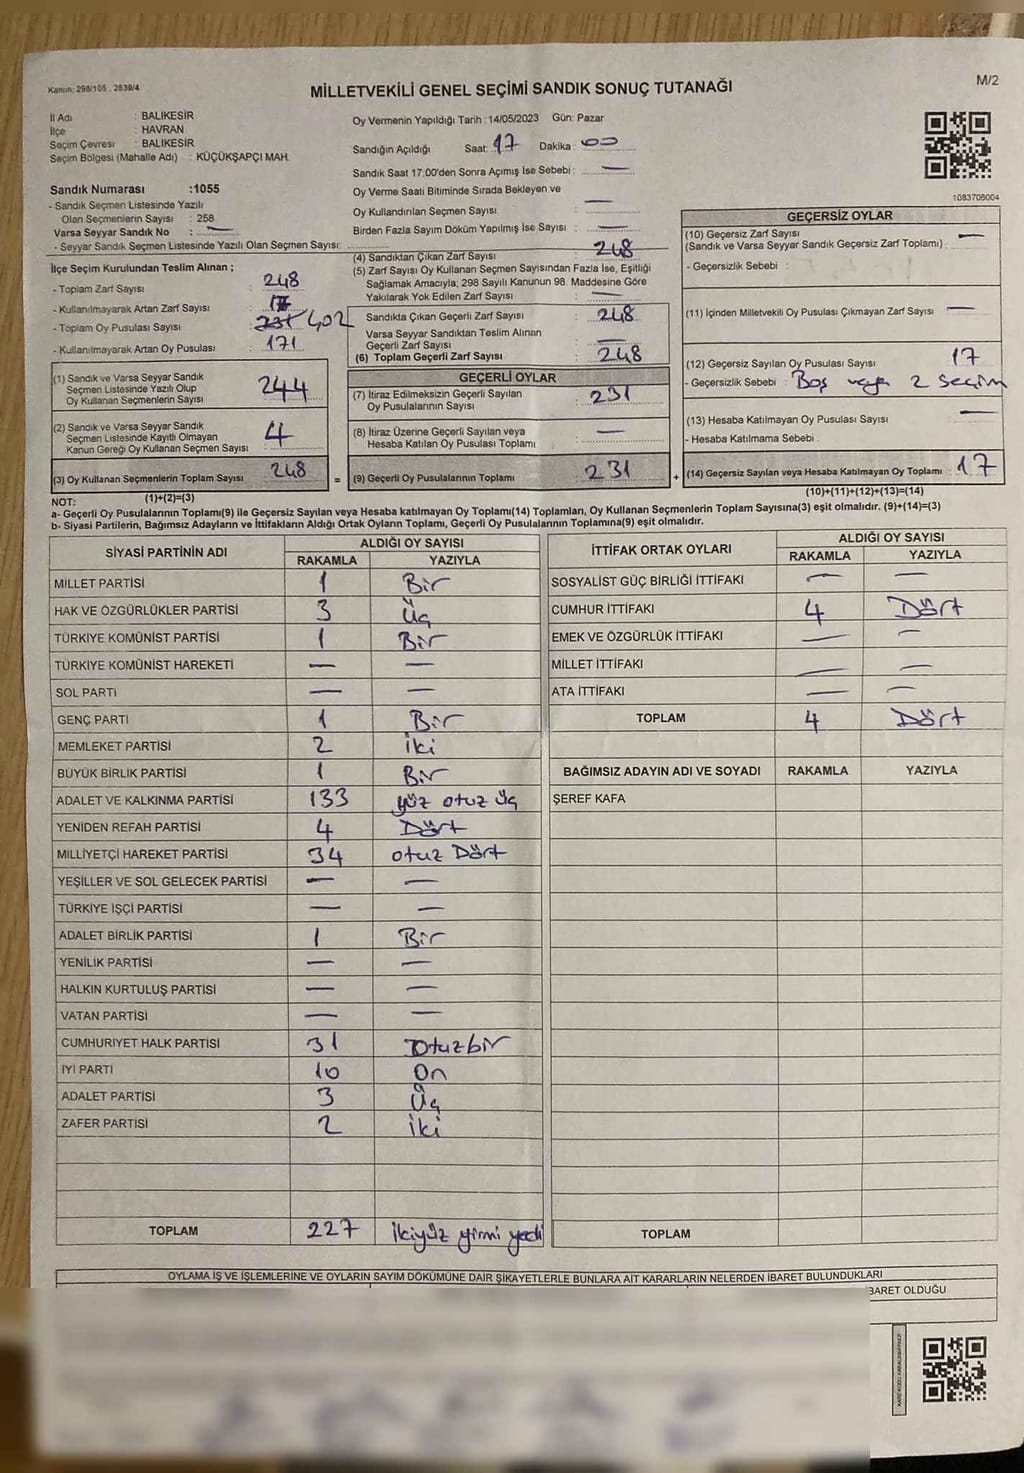 Kanun: 298/105 , 2839/4
MİLLETVEKİLİ GENEL SEÇİMİ SANDIK SONUÇ TUTANAĞI
M/2
İl Adı : BALIKESİR
İlçe : HAVRAN
Seçim Çevresi : BALIKESİR
Seçim Bölgesi (Mahalle Adı) : KÜÇÜKŞAPÇI MAH.
Sandık Numarası :1055
- Sandık Seçmen Listesinde Yazılı
Olan Seçmenlerin Sayısı : 258
Varsa Seyyar Sandık No : —
- Seyyar Sandık Seçmen Listesinde Yazılı Olan Seçmen Sayısı:
Oy Vermenin Yapıldığı Tarih :14/05/2023 Gün: Pazar
Sandığın Açıldığı Saat: 17 Dakika : 00
Sandık Saat 17:00'den Sonra Açımış İse Sebebi : —
Oy Verme Saati Bitiminde Sırada Bekleyen ve
Oy Kullandırılan Seçmen Sayısı : —
Birden Fazla Sayım Döküm Yapılmış İse Sayısı : —
1083706004
İlçe Seçim Kurulundan Teslim Alınan ;
- Toplam Zarf Sayısı : 248
- Kullanılmayarak Artan Zarf Sayısı :
- Toplam Oy Pusulası Sayısı : 402
- Kullanılmayarak Artan Oy Pusulası : 171
(1) Sandık ve Varsa Seyyar Sandık
Seçmen Listesinde Yazılı Olup
Oy Kullanan Seçmenlerin Sayısı : 244
(2) Sandık ve Varsa Seyyar Sandık
Seçmen Listesinde Kayıtlı Olmayan
Kanun Gereği Oy Kullanan Seçmen Sayısı : 4
(3) Oy Kullanan Seçmenlerin Toplam Sayısı : 248
(1)+(2)=(3)
(4) Sandıktan Çıkan Zarf Sayısı : 248
(5) Zarf Sayısı Oy Kullanan Seçmen Sayısından Fazla İse, Eşitliği
Sağlamak Amacıyla; 298 Sayılı Kanunun 98. Maddesine Göre
Yakılarak Yok Edilen Zarf Sayısı : —
Sandıkta Çıkan Geçerli Zarf Sayısı : 248
Varsa Seyyar Sandıktan Teslim Alınan
Geçerli Zarf Sayısı : —
(6) Toplam Geçerli Zarf Sayısı : 248
GEÇERLİ OYLAR
(7) İtiraz Edilmeksizin Geçerli Sayılan
Oy Pusulalarının Sayısı : 231
(8) İtiraz Üzerine Geçerli Sayılan veya
Hesaba Katılan Oy Pusulası Toplamı : —
= (9) Geçerli Oy Pusulalarının Toplamı : 231 +
GEÇERSİZ OYLAR
(10) Geçersiz Zarf Sayısı —
(Sandık ve Varsa Seyyar Sandık Geçersiz Zarf Toplamı) :
- Geçersizlik Sebebi :
(11) İçinden Milletvekili Oy Pusulası Çıkmayan Zarf Sayısı : —
(12) Geçersiz Sayılan Oy Pusulası Sayısı : 17
- Geçersizlik Sebebi : Boş veya 2 seçim
(13) Hesaba Katılmayan Oy Pusulası Sayısı : —
- Hesaba Katılmama Sebebi :
(14) Geçersiz Sayılan veya Hesaba Katılmayan Oy Toplamı : 17
(10)+(11)+(12)+(13)=(14)
NOT:
a- Geçerli Oy Pusulalarının Toplamı(9) ile Geçersiz Sayılan veya Hesaba katılmayan Oy Toplamı(14) Toplamları, Oy Kullanan Seçmenlerin Toplam Sayısına(3) eşit olmalıdır. (9)+(14)=(3)
b- Siyasi Partilerin, Bağımsız Adayların ve İttifakların Aldığı Ortak Oyların Toplamı, Geçerli Oy Pusulalarının Toplamına(9) eşit olmalıdır.
SİYASİ PARTİNİN ADI ALDIĞI OY SAYISI
RAKAMLA YAZIYLA
MİLLET PARTİSİ 1 Bir
HAK VE ÖZGÜRLÜKLER PARTİSİ 3 Üç
TÜRKİYE KOMÜNİST PARTİSİ 1 Bir
TÜRKİYE KOMÜNİST HAREKETİ — —
SOL PARTİ — —
GENÇ PARTİ 1 Bir
MEMLEKET PARTİSİ 2 iki
BÜYÜK BİRLİK PARTİSİ 1 Bir
ADALET VE KALKINMA PARTİSİ 133 yüz otuz üç
YENİDEN REFAH PARTİSİ 4 Dört
MİLLİYETÇİ HAREKET PARTİSİ 34 otuz Dört
YEŞİLLER VE SOL GELECEK PARTİSİ — —
TÜRKİYE İŞÇİ PARTİSİ — —
ADALET BİRLİK PARTİSİ 1 Bir
YENİLİK PARTİSİ — —
HALKIN KURTULUŞ PARTİSİ — —
VATAN PARTİSİ — —
CUMHURİYET HALK PARTİSİ 31 Otuzbir
İYİ PARTİ 10 On
ADALET PARTİSİ 3 Üç
ZAFER PARTİSİ 2 iki
TOPLAM 227 ikiyüz yirmi yedi
İTTİFAK ORTAK OYLARI ALDIĞI OY SAYISI
RAKAMLA YAZIYLA
SOSYALİST GÜÇ BİRLİĞİ İTTİFAKI — —
CUMHUR İTTİFAKI 4 Dört
EMEK VE ÖZGÜRLÜK İTTİFAKI — —
MİLLET İTTİFAKI — —
ATA İTTİFAKI — —
TOPLAM 4 Dört
BAĞIMSIZ ADAYIN ADI VE SOYADI RAKAMLA YAZIYLA
ŞEREF KAFA
TOPLAM
OYLAMA İŞ VE İŞLEMLERİNE VE OYLARIN SAYIM DÖKÜMÜNE DAİR ŞİKAYETLERLE BUNLARA AİT KARARLARIN NELERDEN İBARET BULUNDUKLARI
BARET OLDUĞU